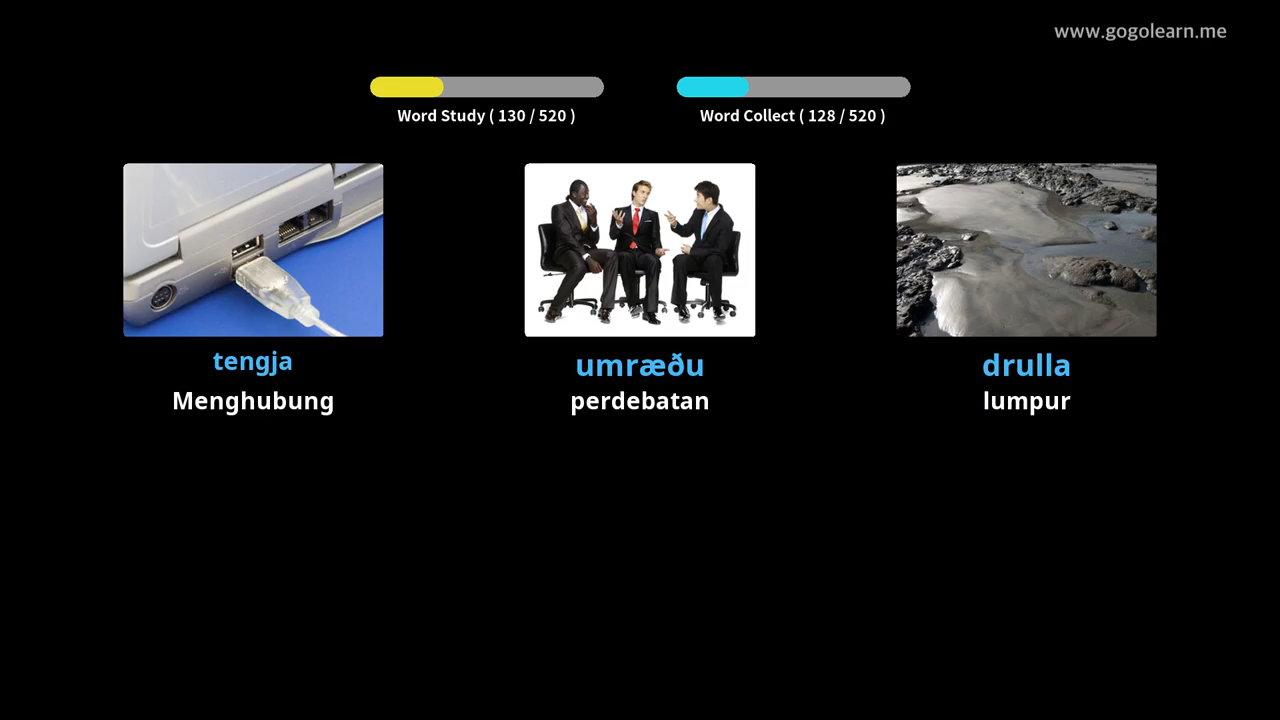 www.gogolearn.me
Word Study ( 130 / 520 )
Word Collect ( 128 / 520 )
tengja
Menghubung
umræðu
perdebatan
drulla
lumpur